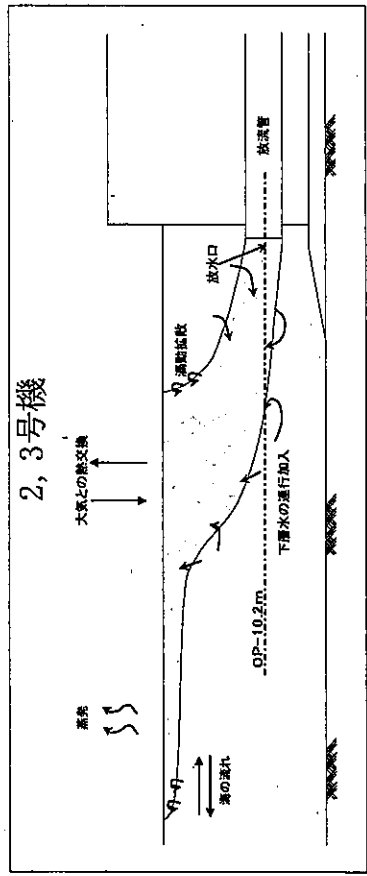 2,3号機
大気との熱交換
蒸発
渦動拡散
放水口
放流管
OP-10.2m
下層水の連行加入
海の流れ